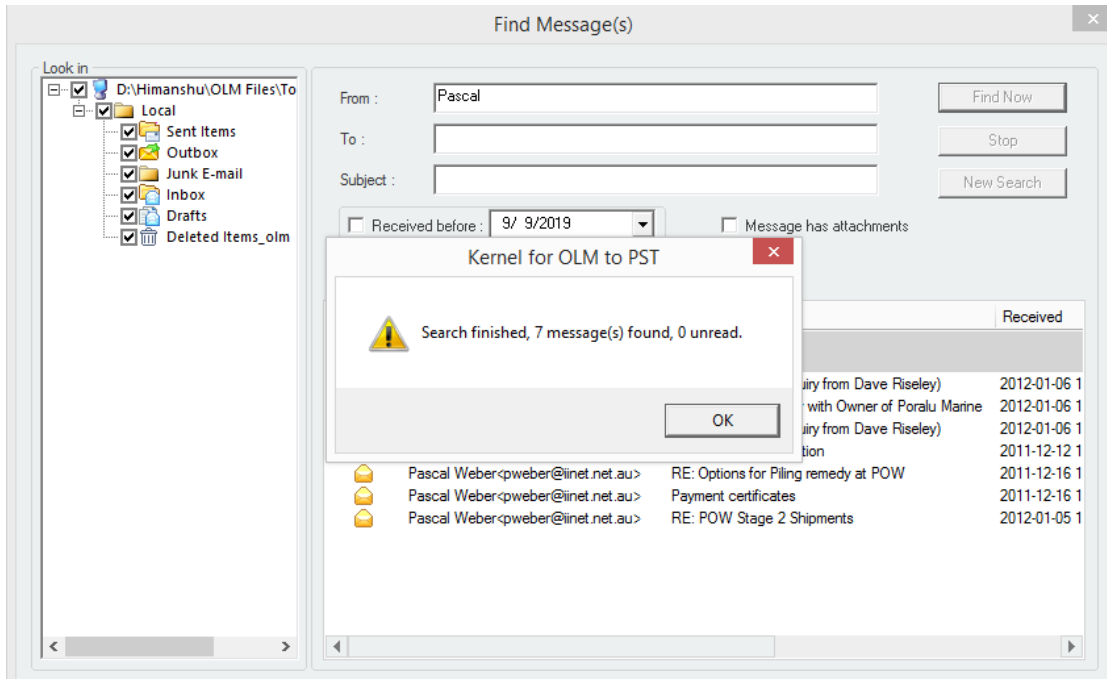 Find Message(s)
Look in
D:\Himanshu\OLM Files\To
Local
Sent Items
Outbox
Junk E-mail
Inbox
Drafts
Deleted Items_olm
From :
Pascal
Find Now
To :
Stop
Subject :
New Search
Received before :
9/ 9/2019
Message has attachments
Kernel for OLM to PST
Search finished, 7 message(s) found, 0 unread.
OK
Received
iry from Dave Riseley) 2012-01-06 1
with Owner of Poralu Marine 2012-01-06 1
iry from Dave Riseley) 2012-01-06 1
tion 2011-12-12 1
Pascal Weber<pweber@iinet.net.au> RE: Options for Piling remedy at POW 2011-12-16 1
Pascal Weber<pweber@iinet.net.au> Payment certificates 2011-12-16 1
Pascal Weber<pweber@iinet.net.au> RE: POW Stage 2 Shipments 2012-01-05 1